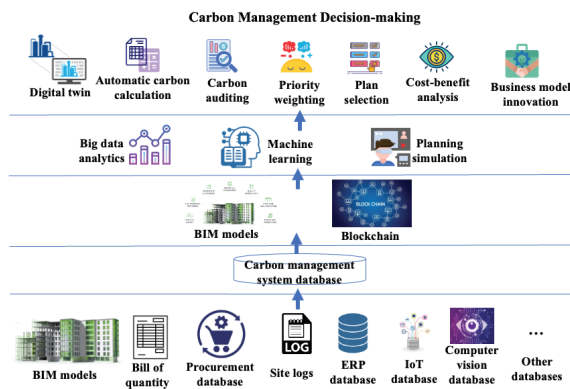 Carbon Management Decision-making
Digital twin
Automatic carbon
calculation
Carbon
auditing
Priority
weighting
Plan
selection
Cost-benefit
analysis
Business model
innovation
Big data
analytics
Machine
learning
Planning
simulation
BIM models
BLOCK CHAIN
Blockchain
Carbon management
system database
BIM models
Bill of
quantity
Procurement
database
LOG
Site logs
ERP
database
IoT
database
Computer
vision
database
...
Other
databases